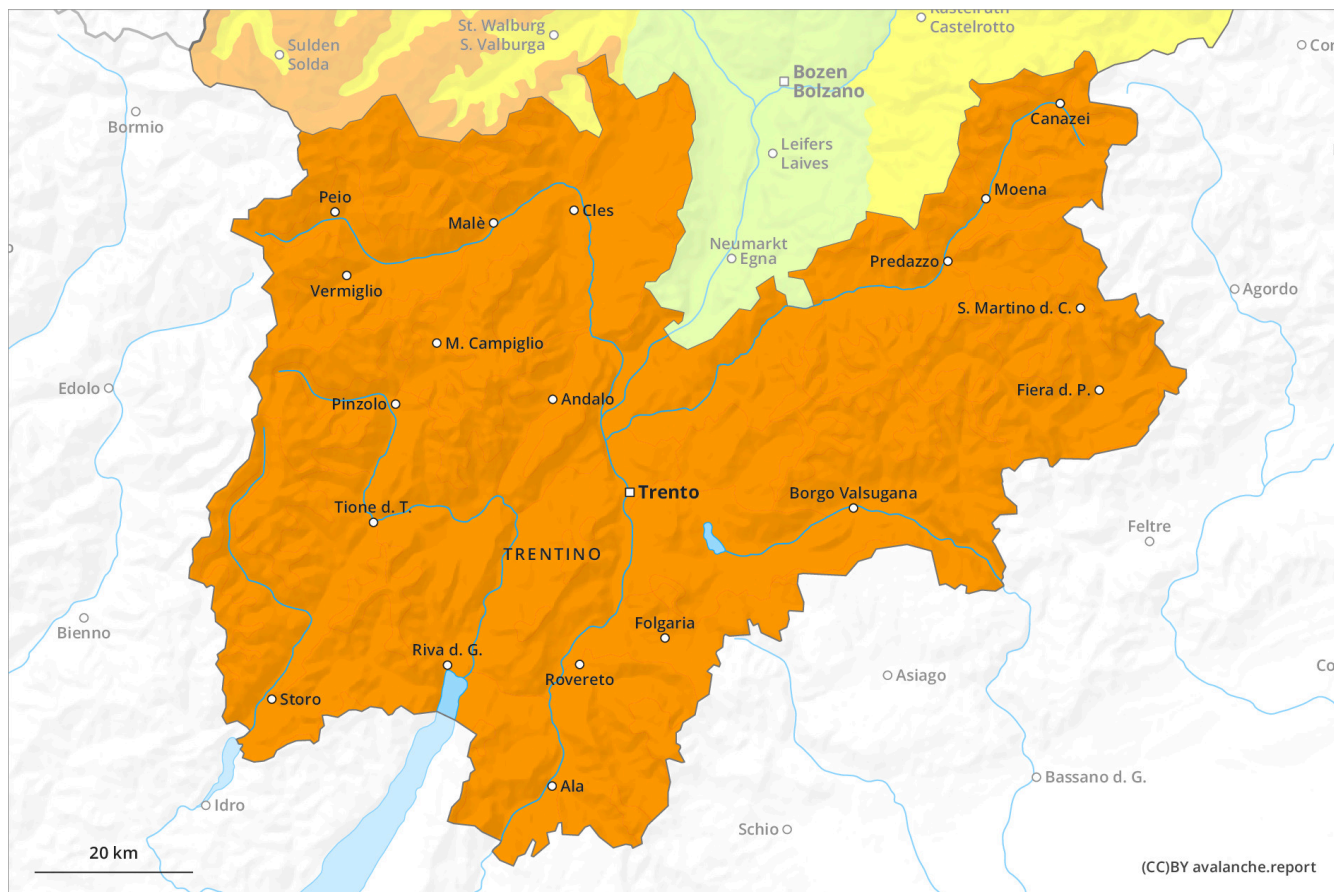 Kastelruth
Castelrotto
St. Walburg
S. Valburga
Sulden
Solda
Cor
Bozen
Bolzano
Bormio
Canazei
Leifers
Laives
Moena
Peio
Malè
Cles
Neumarkt
Egna
Predazzo
Vermiglio
Agordo
S. Martino d. C.
M. Campiglio
Edolo
Pinzolo
Andalo
Fiera d. P.
Trento
Borgo Valsugana
Tione d. T.
Feltre
TRENTINO
Bienno
Folgaria
Riva d. G.
Rovereto
Asiago
Co
Storo
Ala
Bassano d. G.
Idro
Schio
20 km
(CC)BY avalanche.report